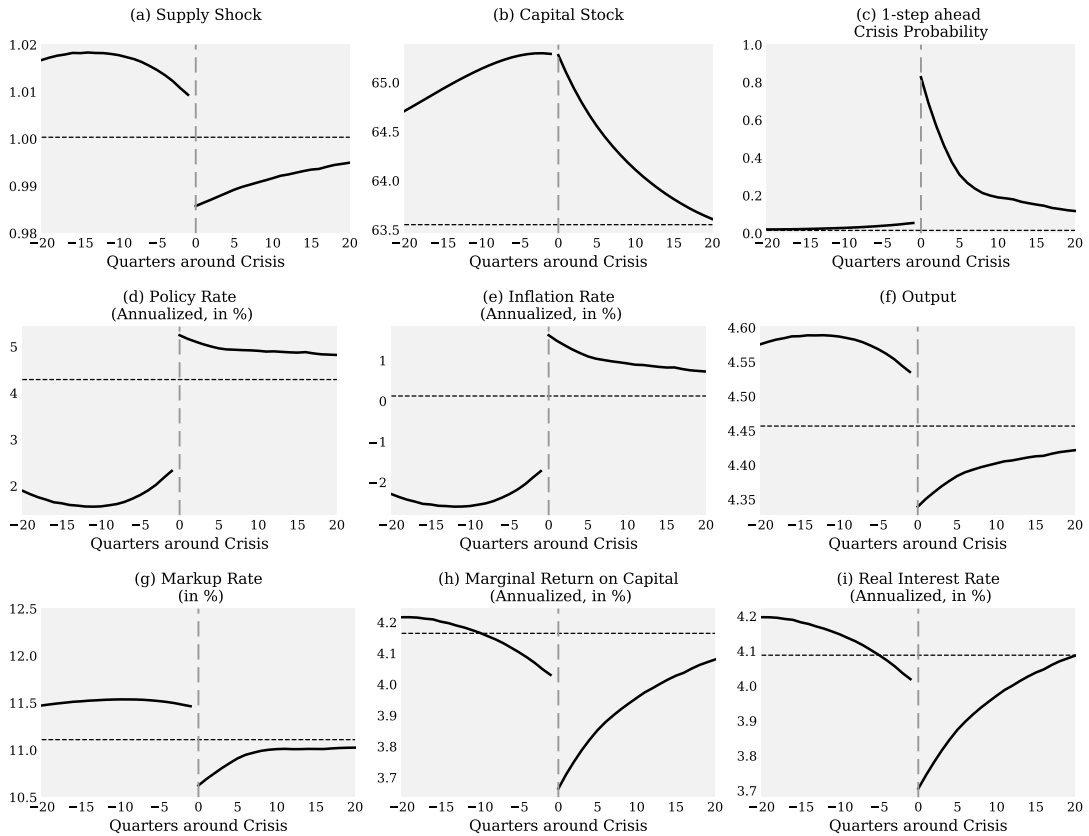 (a) Supply Shock
1.02
1.01
1.00
0.99
0.98
−20 −15 −10 −5 0 5 10 15 20
Quarters around Crisis
(b) Capital Stock
65.0
64.5
64.0
63.5
−20 −15 −10 −5 0 5 10 15 20
Quarters around Crisis
(c) 1-step ahead
Crisis Probability
1.0
0.8
0.6
0.4
0.2
0.0
−20 −15 −10 −5 0 5 10 15 20
Quarters around Crisis
(d) Policy Rate
(Annualized, in %)
5
4
3
2
−20 −15 −10 −5 0 5 10 15 20
Quarters around Crisis
(e) Inflation Rate
(Annualized, in %)
1
0
−1
−2
−20 −15 −10 −5 0 5 10 15 20
Quarters around Crisis
(f) Output
4.60
4.55
4.50
4.45
4.40
4.35
−20 −15 −10 −5 0 5 10 15 20
Quarters around Crisis
(g) Markup Rate
(in %)
12.5
12.0
11.5
11.0
10.5
−20 −15 −10 −5 0 5 10 15 20
Quarters around Crisis
(h) Marginal Return on Capital
(Annualized, in %)
4.2
4.1
4.0
3.9
3.8
3.7
−20 −15 −10 −5 0 5 10 15 20
Quarters around Crisis
(i) Real Interest Rate
(Annualized, in %)
4.2
4.1
4.0
3.9
3.8
3.7
−20 −15 −10 −5 0 5 10 15 20
Quarters around Crisis